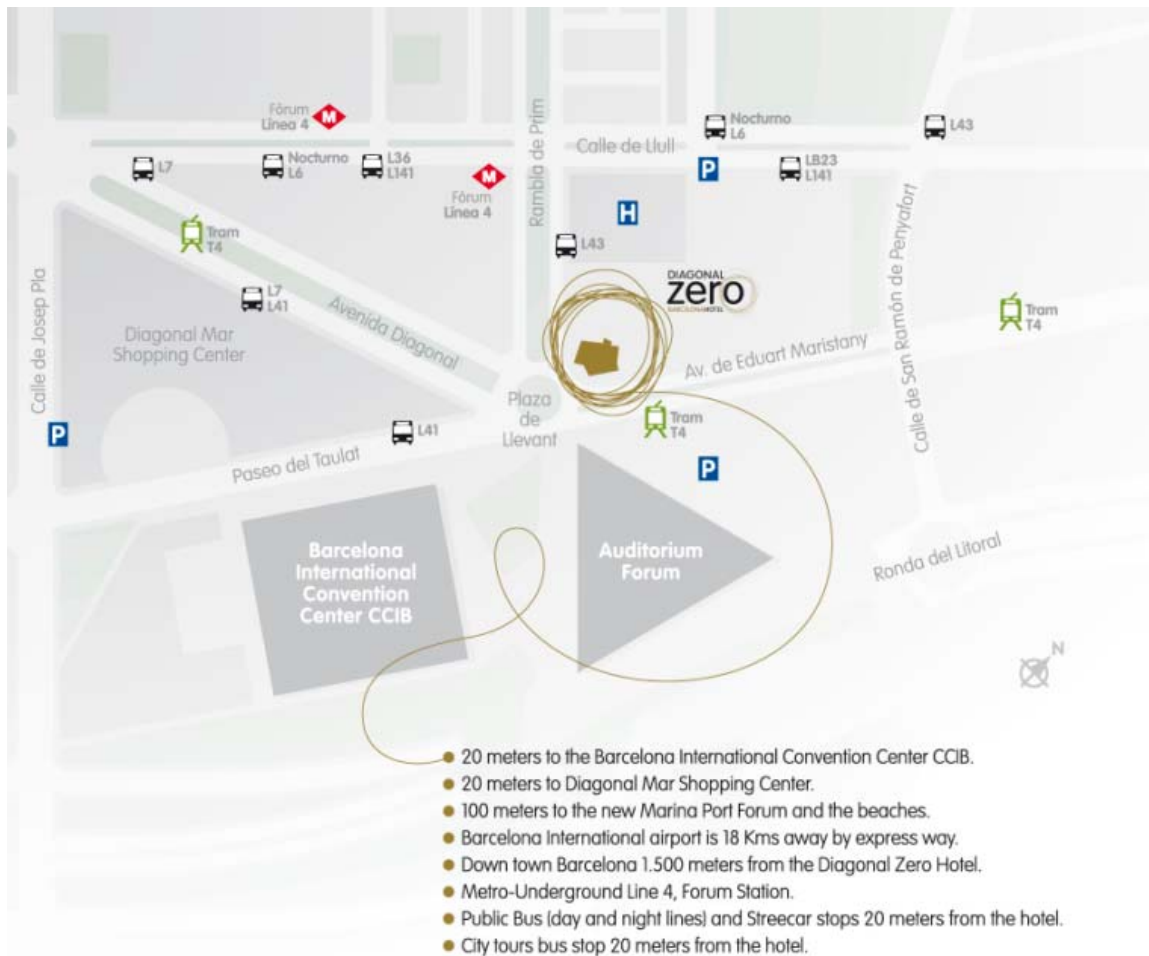 Fòrum
Línea 4
M
Nocturno
L6
L43
L7
Nocturno
L6
L36
L141
M
Fòrum
Línea 4
Rambla de Prim
Calle de Llull
P
LB23
L141
H
L43
Tram
T4
L7
L41
Avenida Diagonal
DIAGONAL
zero
BARCELONAHOTEL
Calle de San Ramón de Penyafort
Tram
T4
Calle de Josep Pla
Diagonal Mar
Shopping Center
Av. de Eduart Maristany
Plaza
de
Llevant
Tram
T4
P
L41
Paseo del Taulat
P
Barcelona
International
Convention
Center CCIB
Auditorium
Forum
Ronda del Litoral
N
20 meters to the Barcelona International Convention Center CCIB.
20 meters to Diagonal Mar Shopping Center.
100 meters to the new Marina Port Forum and the beaches.
Barcelona International airport is 18 Kms away by express way.
Down town Barcelona 1.500 meters from the Diagonal Zero Hotel.
Metro-Underground Line 4, Forum Station.
Public Bus (day and night lines) and Streecar stops 20 meters from the hotel.
City tours bus stop 20 meters from the hotel.